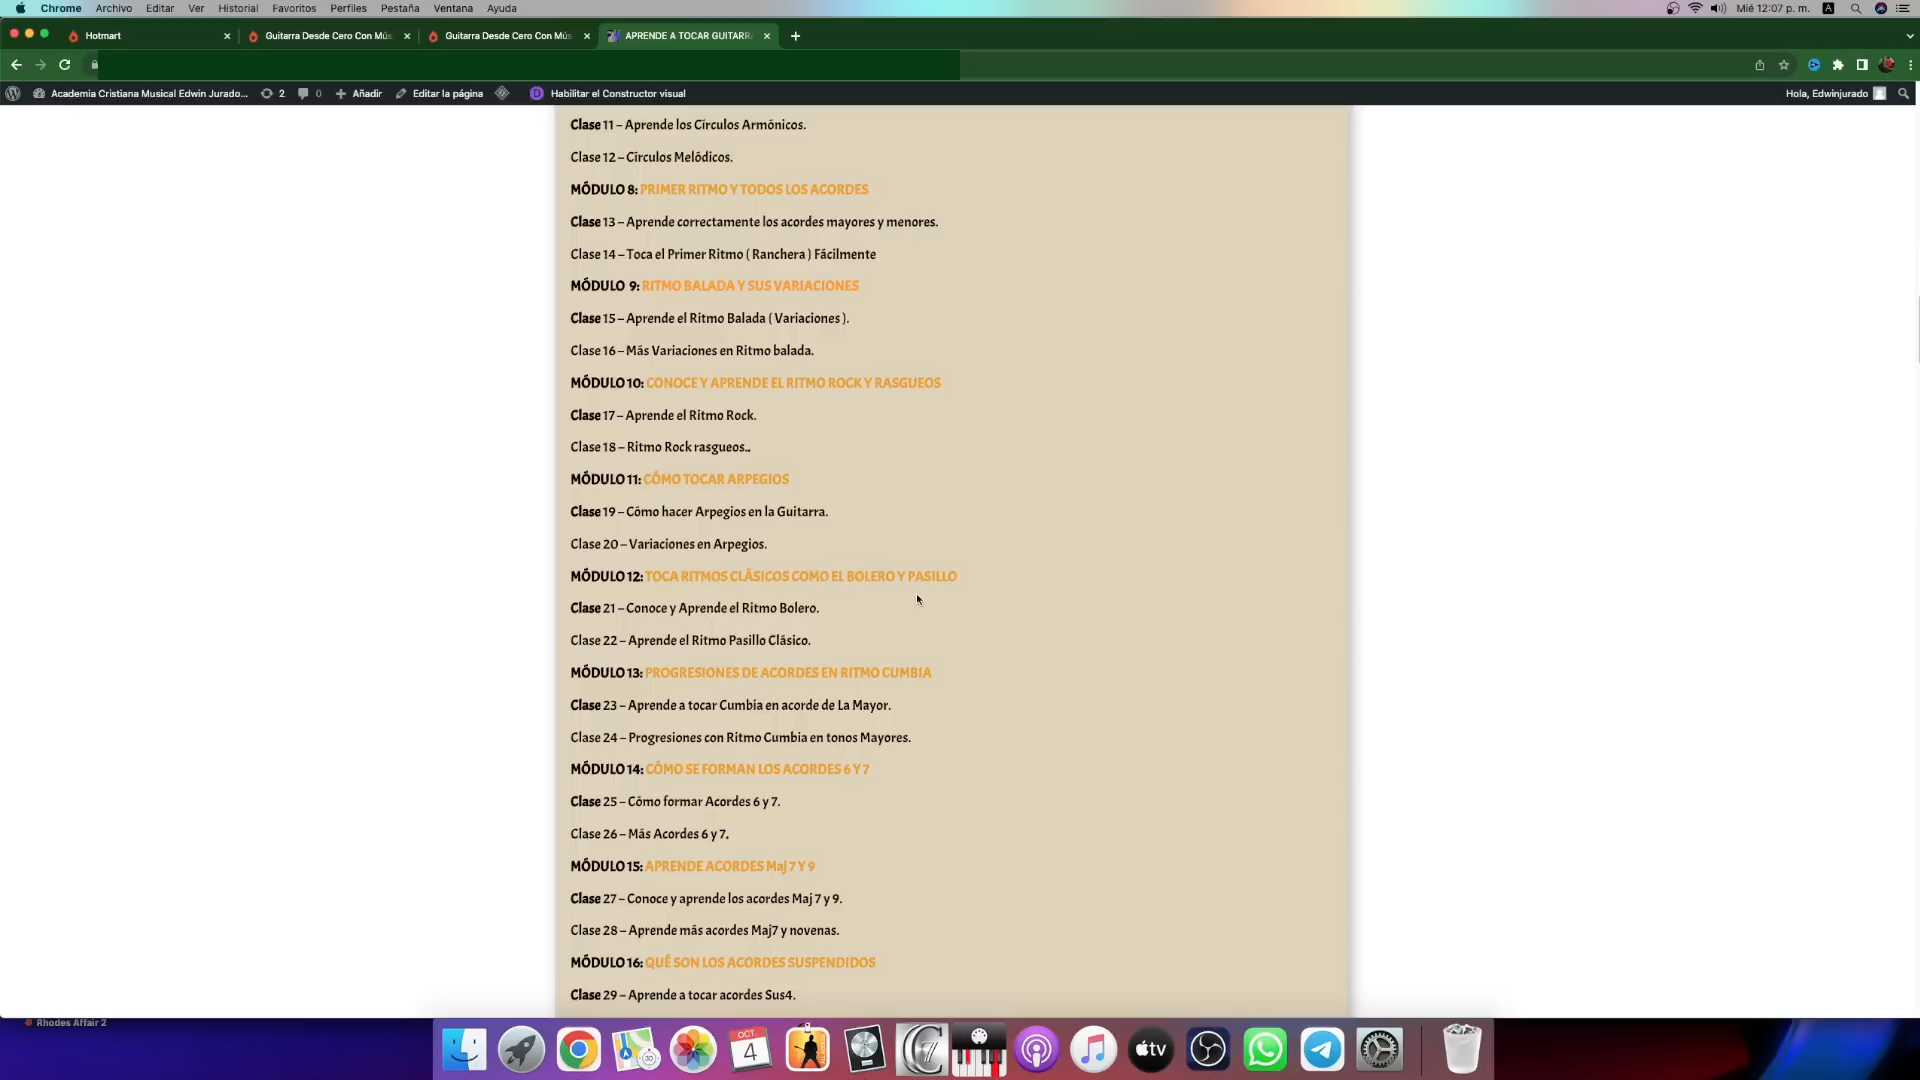 Chrome Archivo Editar Ver Historial Favoritos Perfiles Pestaña Ventana Ayuda
Mié 12:07 p. m. A
Hotmart
Guitarra Desde Cero Con Mús
Guitarra Desde Cero Con Mús
APRENDE A TOCAR GUITARR
Academia Cristiana Musical Edwin Jurado... 2 0 Añadir Editar la página Habilitar el Constructor visual
Hola, Edwinjurado
Clase 11 – Aprende los Círculos Armónicos.
Clase 12 – Círculos Melódicos.
MÓDULO 8: PRIMER RITMO Y TODOS LOS ACORDES
Clase 13 – Aprende correctamente los acordes mayores y menores.
Clase 14 – Toca el Primer Ritmo ( Ranchera ) Fácilmente
MÓDULO 9: RITMO BALADA Y SUS VARIACIONES
Clase 15 – Aprende el Ritmo Balada ( Variaciones ).
Clase 16 – Más Variaciones en Ritmo balada.
MÓDULO 10: CONOCE Y APRENDE EL RITMO ROCK Y RASGUEOS
Clase 17 – Aprende el Ritmo Rock.
Clase 18 – Ritmo Rock rasgueos..
MÓDULO 11: CÓMO TOCAR ARPEGIOS
Clase 19 – Cómo hacer Arpegios en la Guitarra.
Clase 20 – Variaciones en Arpegios.
MÓDULO 12: TOCA RITMOS CLÁSICOS COMO EL BOLERO Y PASILLO
Clase 21 – Conoce y Aprende el Ritmo Bolero.
Clase 22 – Aprende el Ritmo Pasillo Clásico.
MÓDULO 13: PROGRESIONES DE ACORDES EN RITMO CUMBIA
Clase 23 – Aprende a tocar Cumbia en acorde de La Mayor.
Clase 24 – Progresiones con Ritmo Cumbia en tonos Mayores.
MÓDULO 14: CÓMO SE FORMAN LOS ACORDES 6 Y 7
Clase 25 – Cómo formar Acordes 6 y 7.
Clase 26 – Más Acordes 6 y 7.
MÓDULO 15: APRENDE ACORDES Maj 7 Y 9
Clase 27 – Conoce y aprende los acordes Maj 7 y 9.
Clase 28 – Aprende más acordes Maj7 y novenas.
MÓDULO 16: QUÉ SON LOS ACORDES SUSPENDIDOS
Clase 29 – Aprende a tocar acordes Sus4.
Rhodes Affair 2
OCT.
4
3D
C7
tv